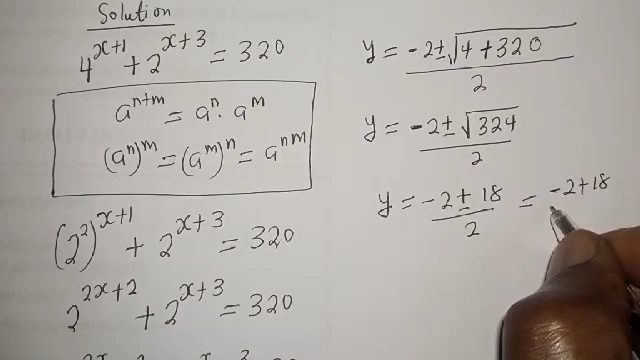 Solution
4^{x+1} + 2^{x+3} = 320
a^{n+m} = a^n · a^m
(a^n)^m = (a^m)^n = a^{nm}
(2^2)^{x+1} + 2^{x+3} = 320
2^{2x+2} + 2^{x+3} = 320
y = -2 ± √(4 + 320) / 2
y = -2 ± √324 / 2
y = -2 ± 18 / 2 = -2 + 18